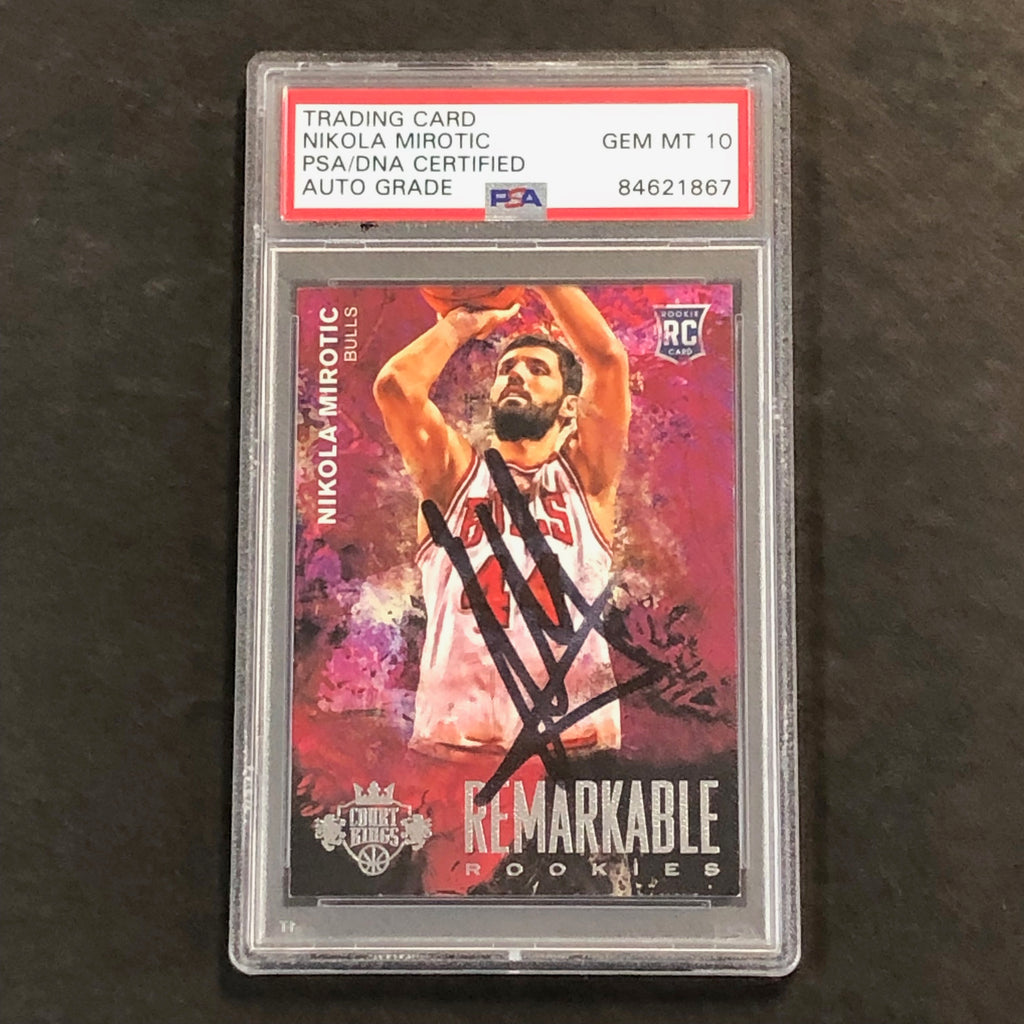 TRADING CARD
NIKOLA MIROTIC
PSA/DNA CERTIFIED
AUTO GRADE
GEM MT 10
84621867
PSA
NIKOLA MIROTIC
BULLS
ROOKIE
RC
CARD
BULLS
COURT
KINGS
REMARKABLE
ROOKIES